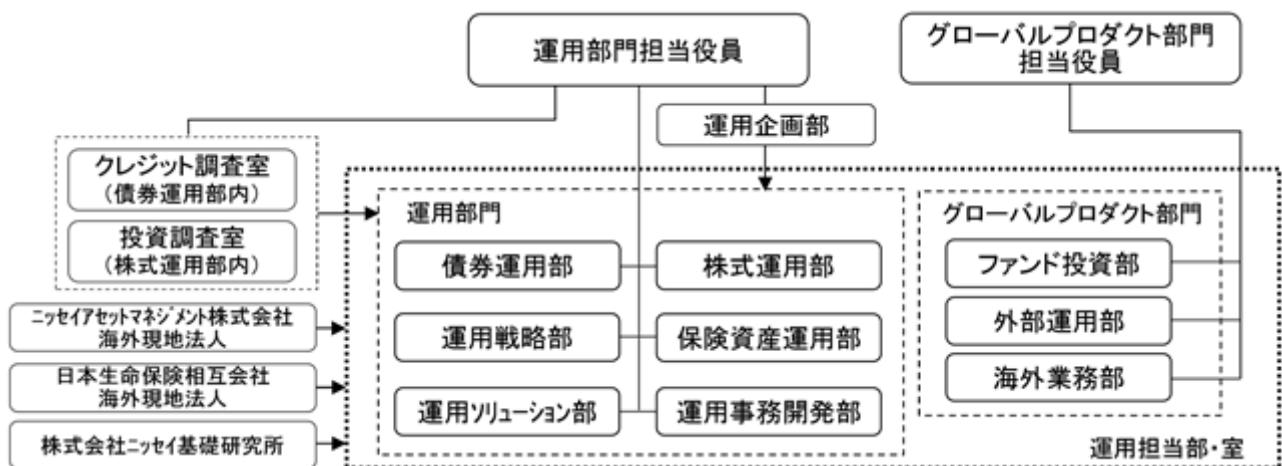 運用部門担当役員
グローバルプロダクト部門
担当役員
運用企画部
クレジット調査室
（債券運用部内）
投資調査室
（株式運用部内）
ニッセイアセットマネジメント株式会社
海外現地法人
日本生命保険相互会社
海外現地法人
株式会社ニッセイ基礎研究所
運用部門
債券運用部
株式運用部
運用戦略部
保険資産運用部
運用ソリューション部
運用事務開発部
グローバルプロダクト部門
ファンド投資部
外部運用部
海外業務部
運用担当部・室